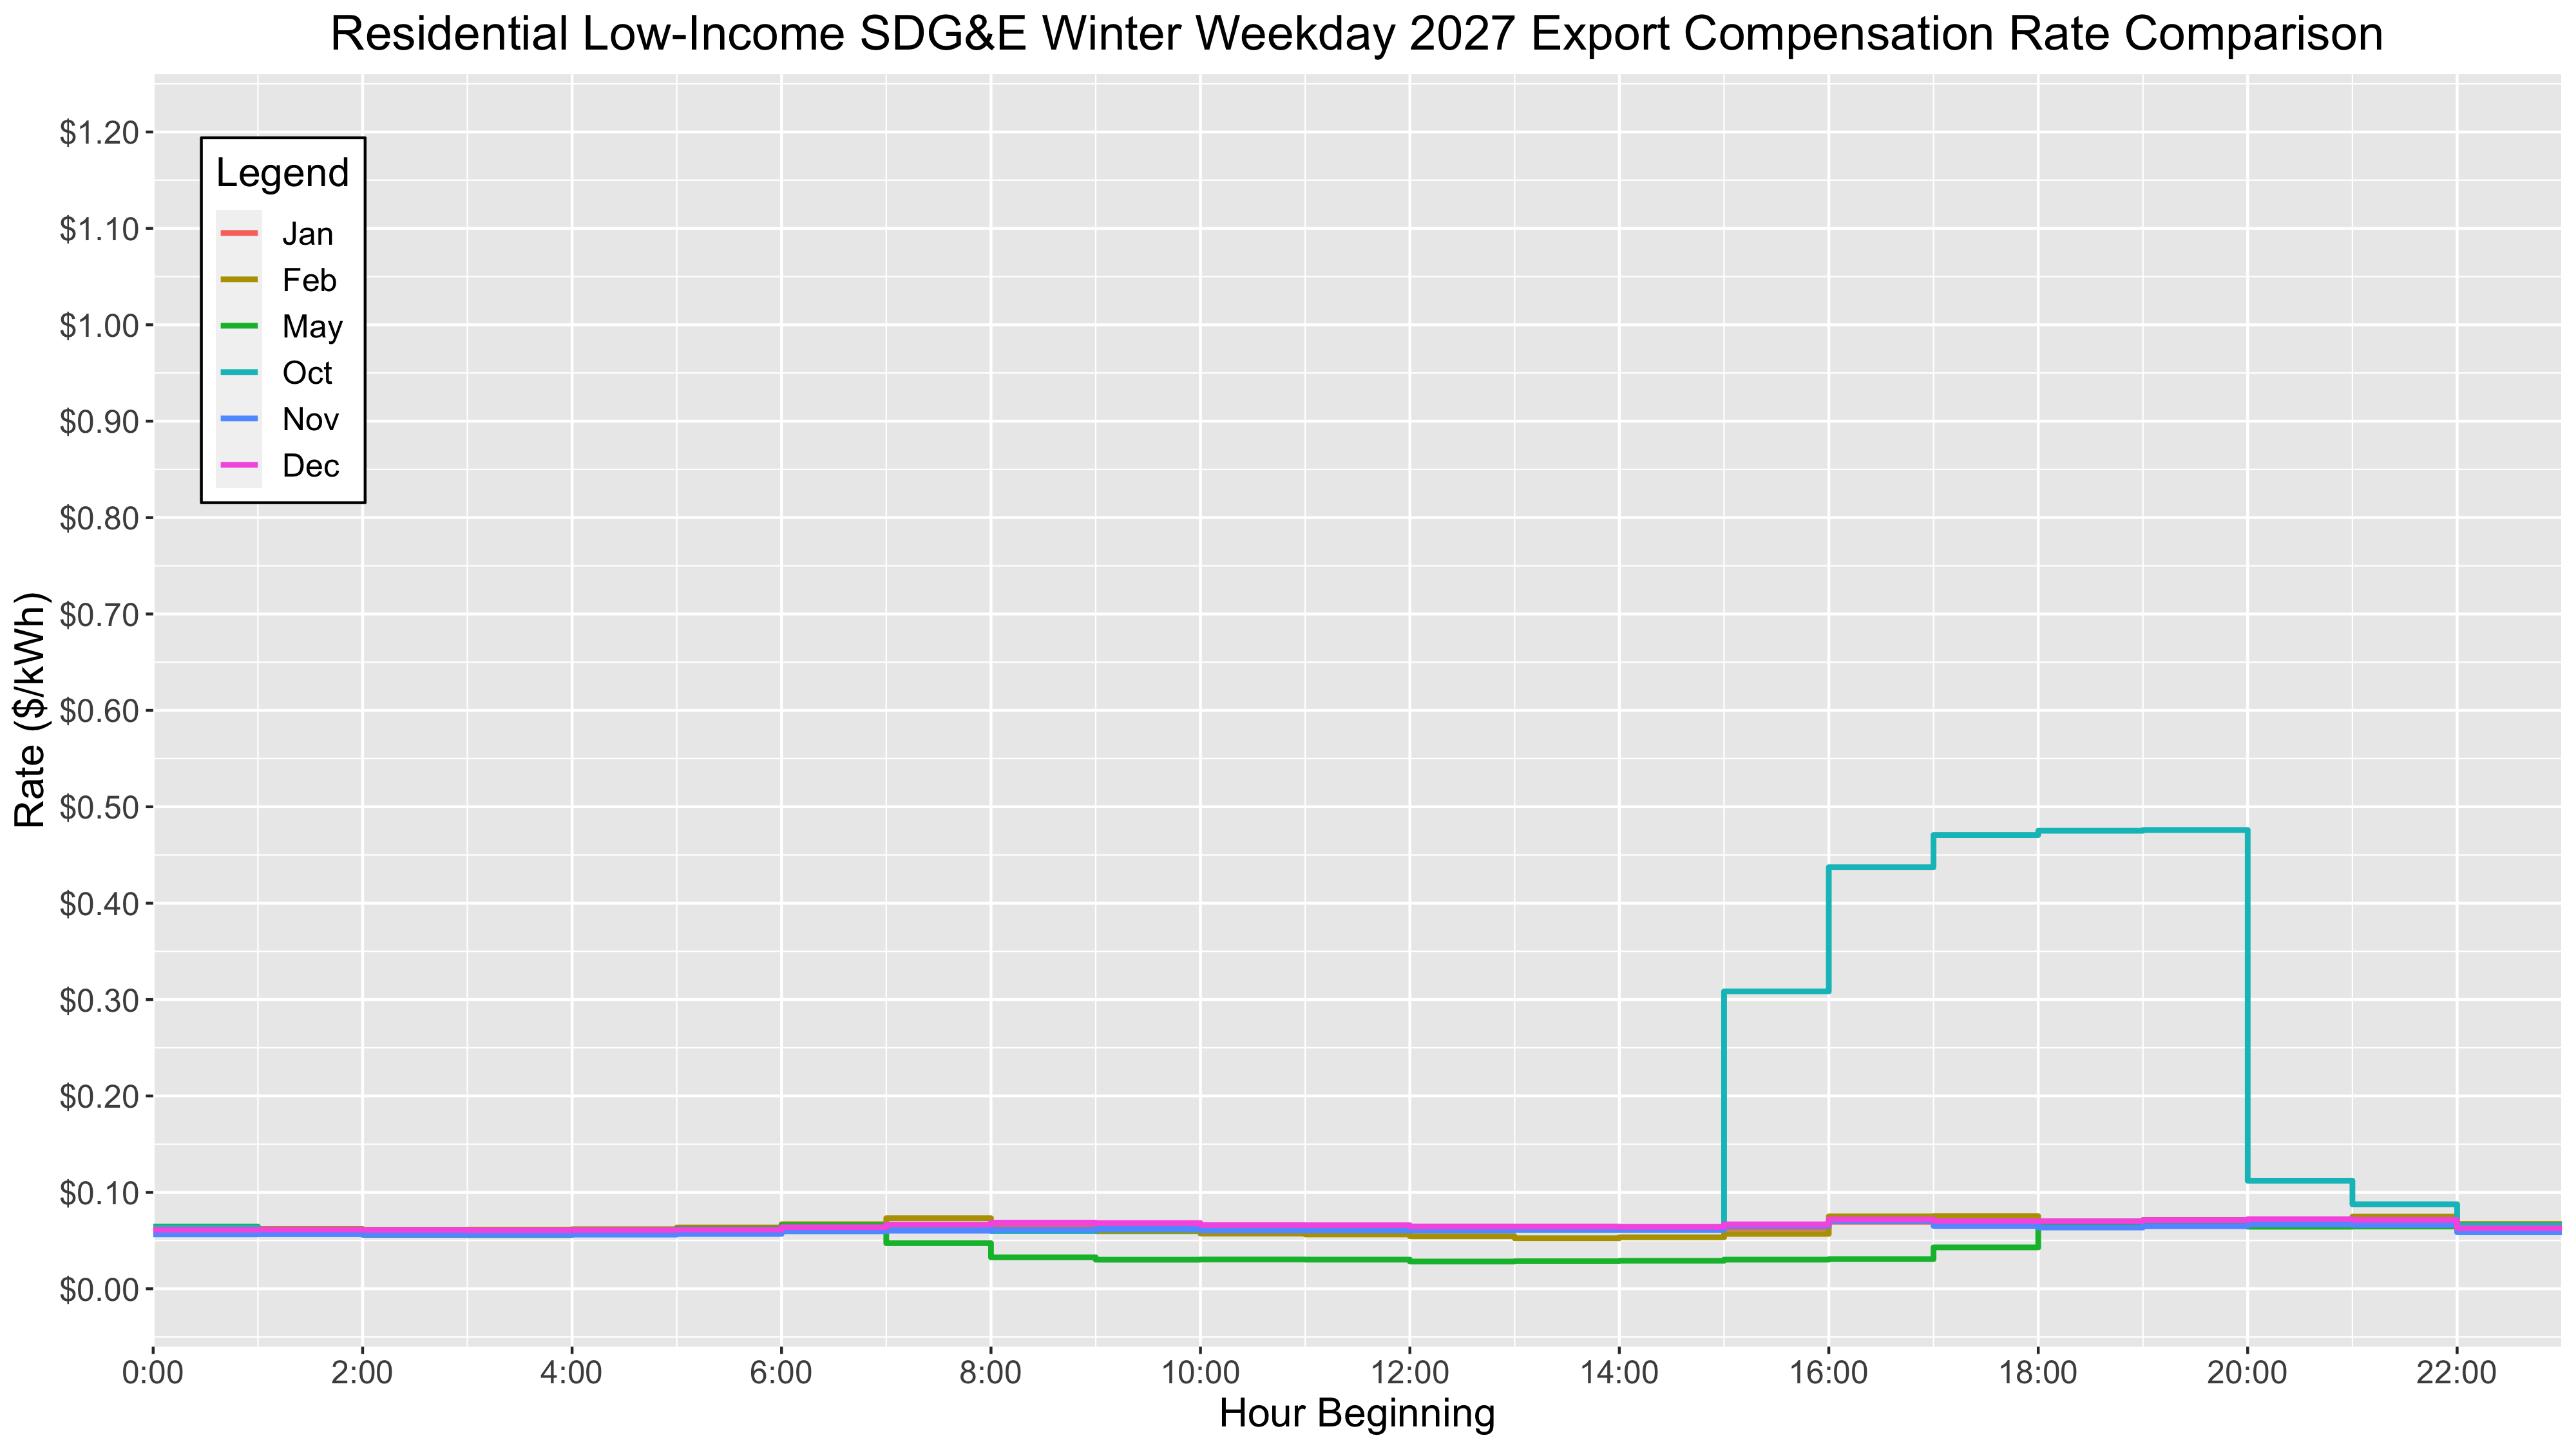 Residential Low-Income SDG&E Winter Weekday 2027 Export Compensation Rate Comparison
$1.20
$1.10
$1.00
$0.90
$0.80
$0.70
$0.60
$0.50
$0.40
$0.30
$0.20
$0.10
$0.00
Rate ($/kWh)
Legend
Jan
Feb
May
Oct
Nov
Dec
0:00 2:00 4:00 6:00 8:00 10:00 12:00 14:00 16:00 18:00 20:00 22:00
Hour Beginning